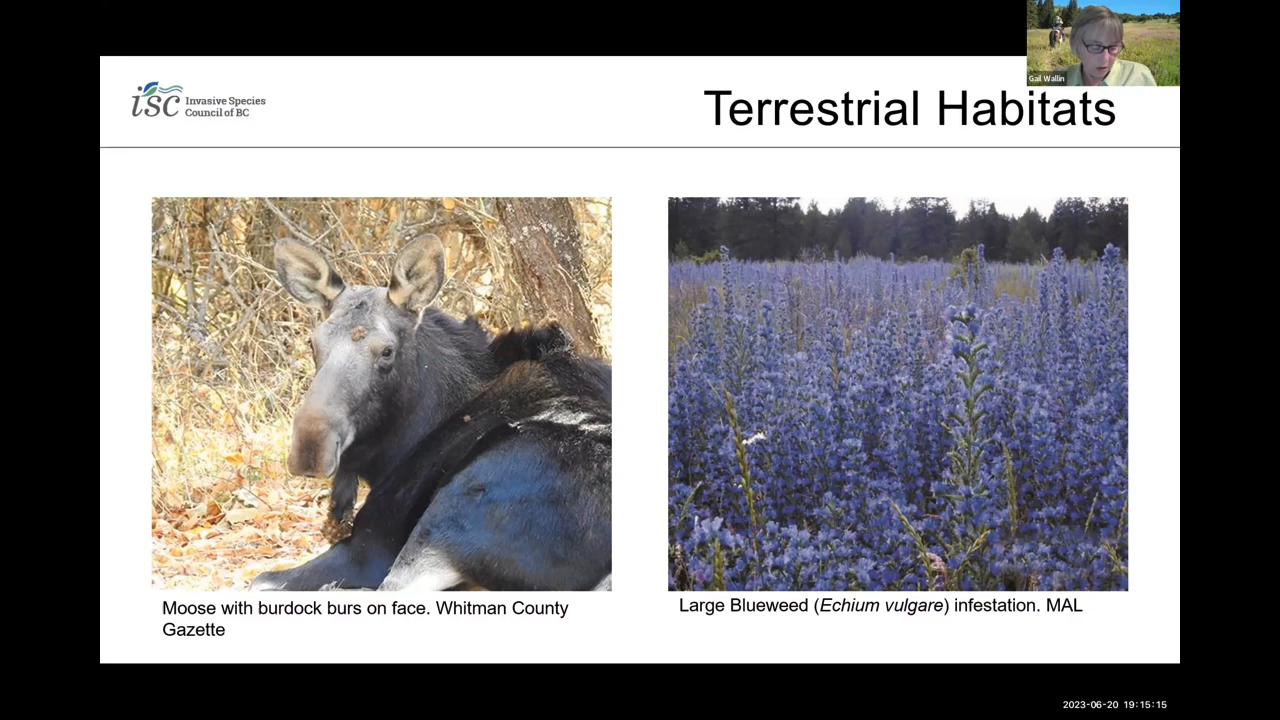 Gail Wallin
isc Invasive Species
Council of BC
Terrestrial Habitats
Moose with burdock burs on face. Whitman County
Gazette
Large Blueweed (Echium vulgare) infestation. MAL
2023-06-20 19:15:15